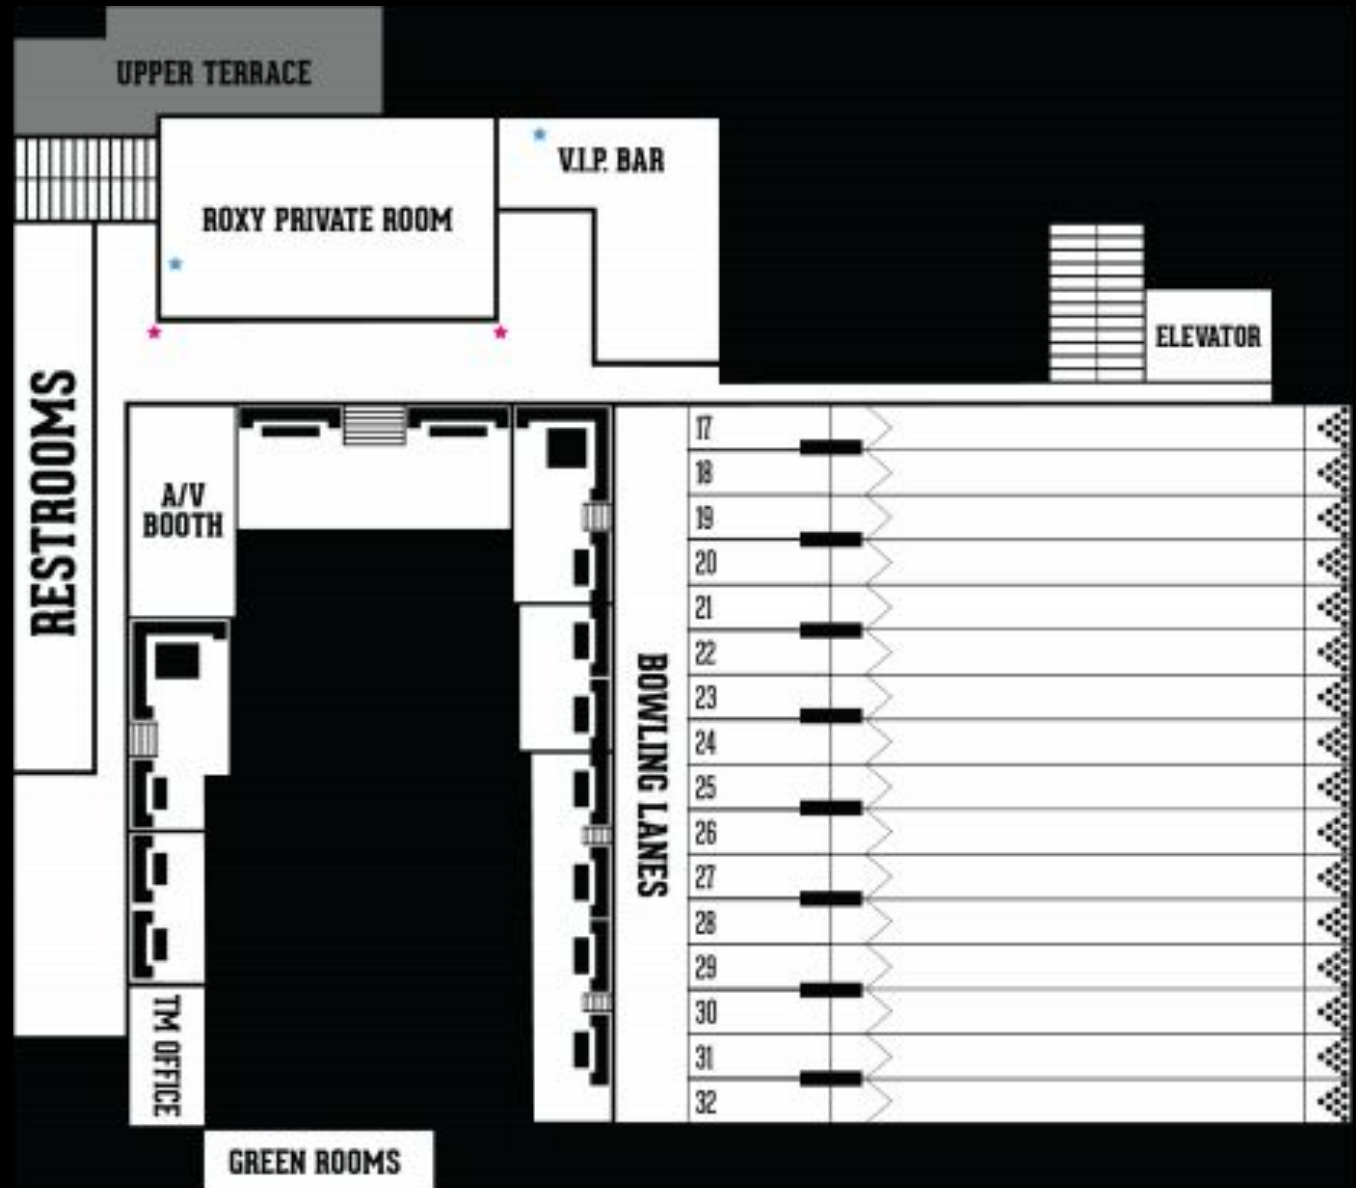 UPPER TERRACE
V.I.P. BAR
ROXY PRIVATE ROOM
ELEVATOR
RESTROOMS
A/V
BOOTH
BOWLING LANES
17
18
19
20
21
22
23
24
25
26
27
28
29
30
31
32
TM OFFICE
GREEN ROOMS